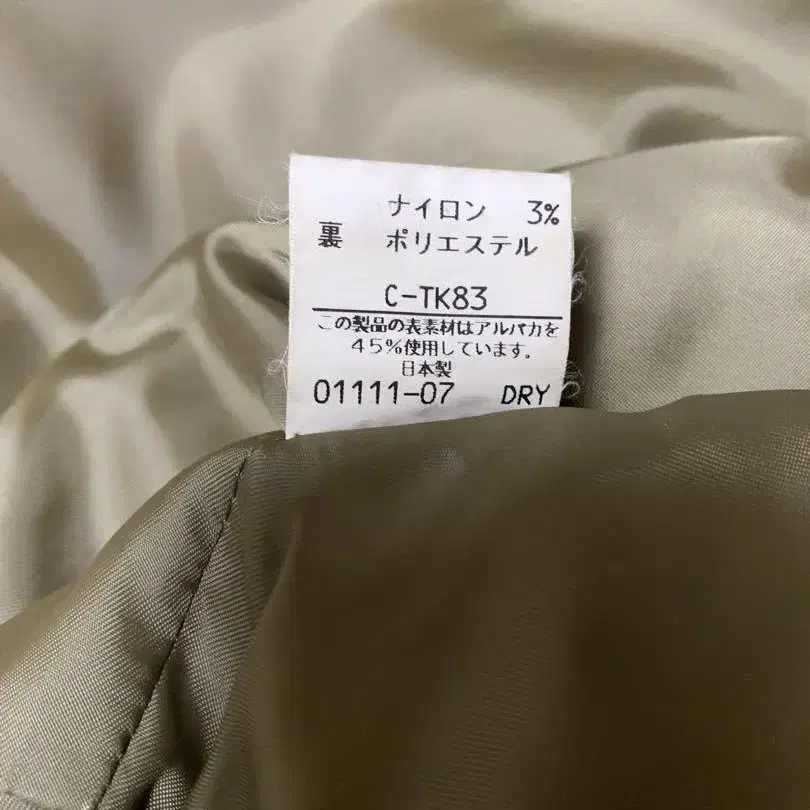 ナイロン 3%
裏 ポリエステル
C-TK83
この製品の表素材はアルパカを
45%使用しています。
日本製
01111-07 DRY